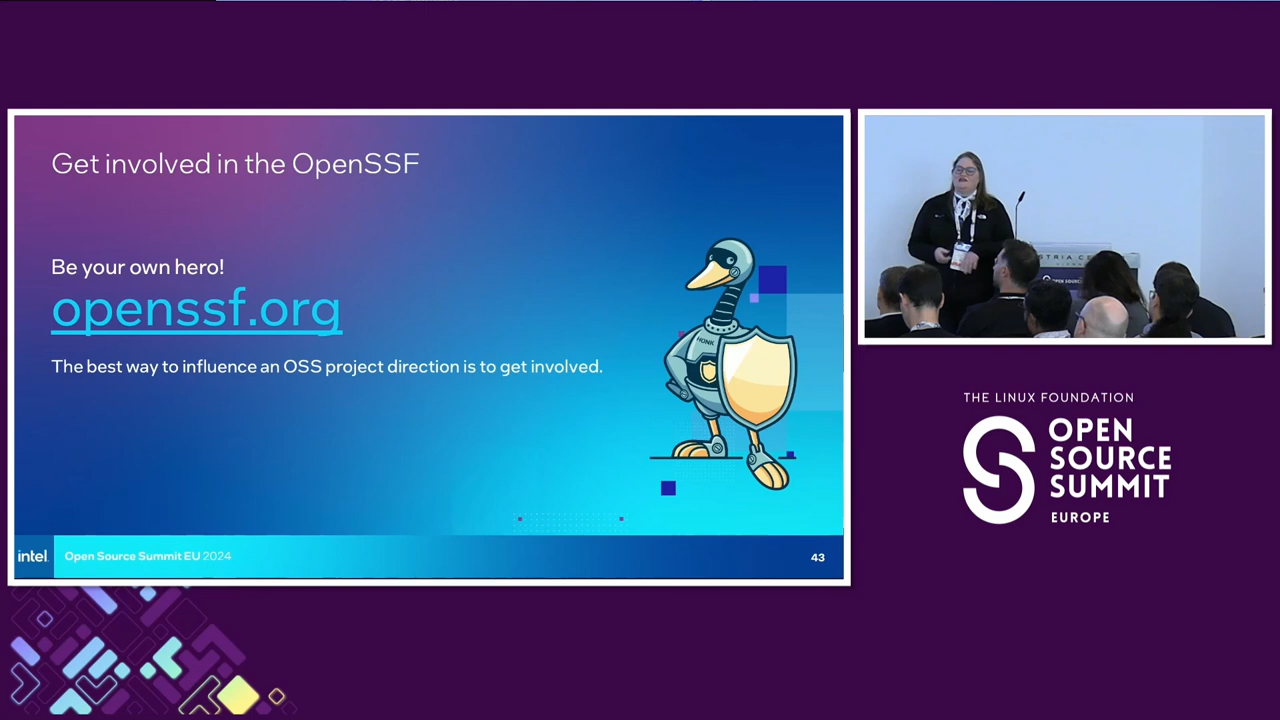 Get involved in the OpenSSF
Be your own hero!
openssf.org
The best way to influence an OSS project direction is to get involved.
HONK
intel.
Open Source Summit EU 2024
43
THE LINUX FOUNDATION
OPEN
SOURCE
SUMMIT
EUROPE